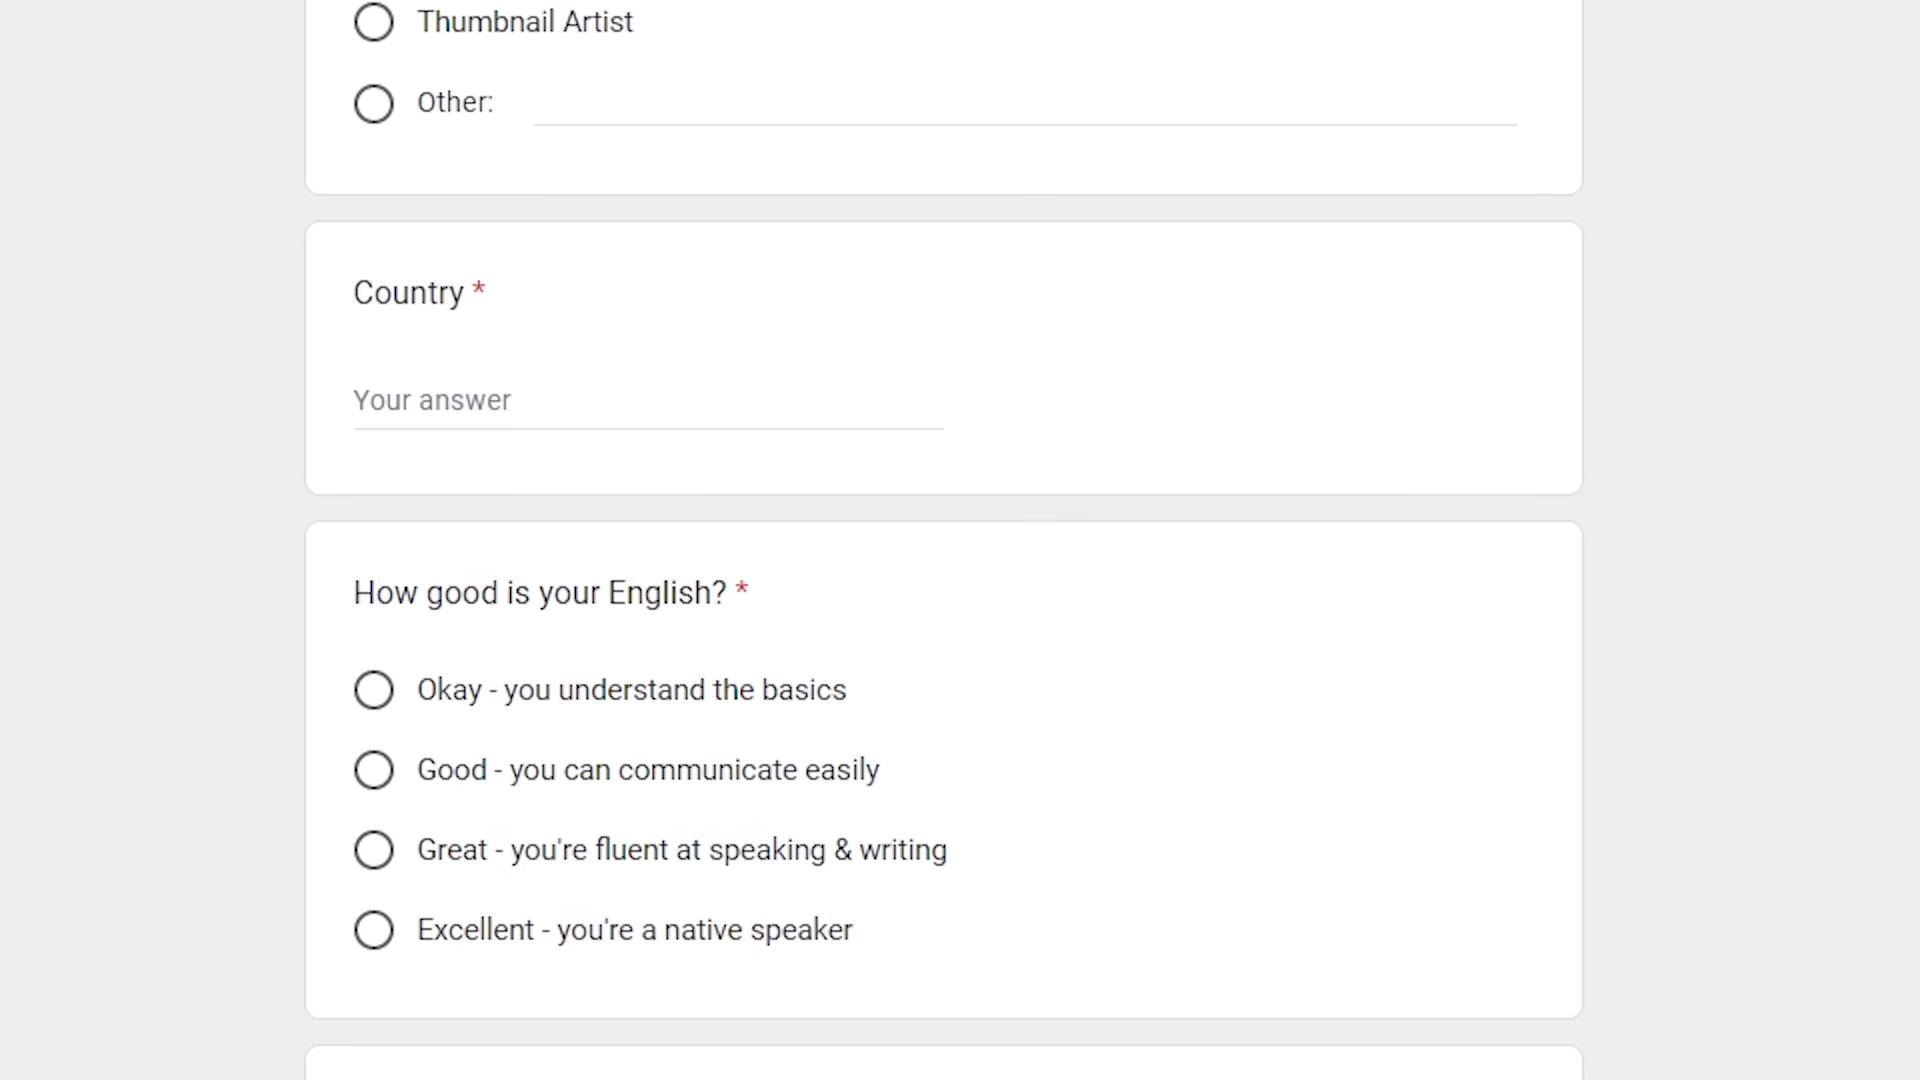 Thumbnail Artist
Other:
Country *
Your answer
How good is your English? *
Okay - you understand the basics
Good - you can communicate easily
Great - you're fluent at speaking & writing
Excellent - you're a native speaker